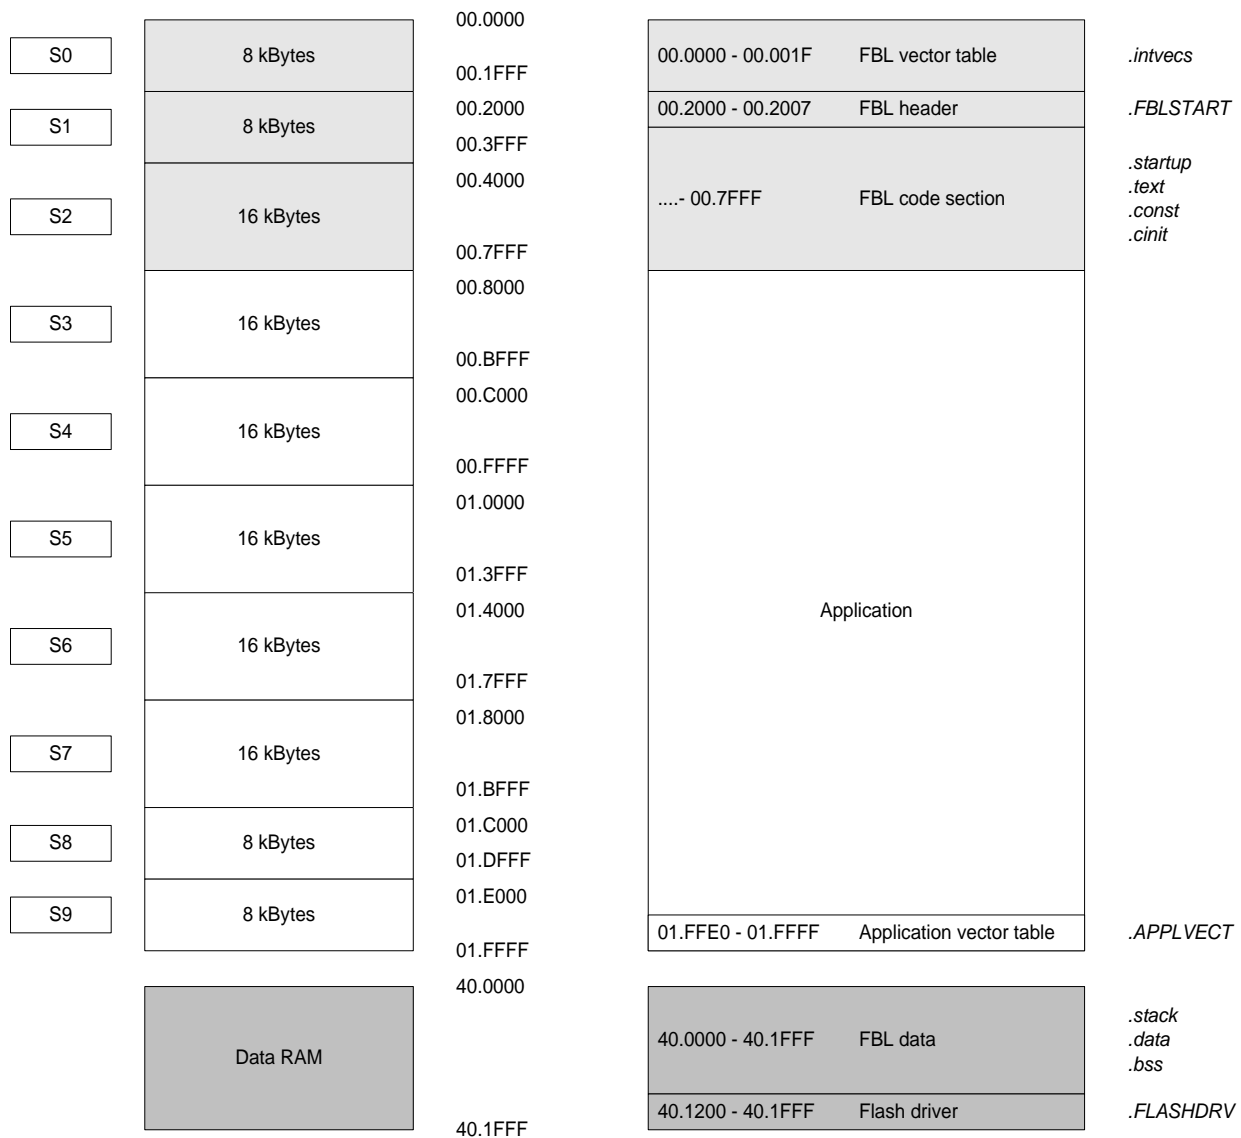 00.0000
S0 8 kBytes 00.0000 - 00.001F FBL vector table .intvecs
00.1FFF
00.2000 00.2000 - 00.2007 FBL header .FBLSTART
S1 8 kBytes
00.3FFF
.startup
00.4000
.text
....- 00.7FFF FBL code section
.const
S2 16 kBytes
.cinit
00.7FFF
00.8000
S3 16 kBytes
00.BFFF
00.C000
S4 16 kBytes
00.FFFF
01.0000
S5 16 kBytes
01.3FFF
01.4000 Application
S6 16 kBytes
01.7FFF
01.8000
S7 16 kBytes
01.BFFF
01.C000
S8 8 kBytes
01.DFFF
01.E000
S9 8 kBytes
01.FFE0 - 01.FFFF Application vector table .APPLVECT
01.FFFF
40.0000
.stack
40.0000 - 40.1FFF FBL data .data
Data RAM
.bss
40.1200 - 40.1FFF Flash driver .FLASHDRV
40.1FFF